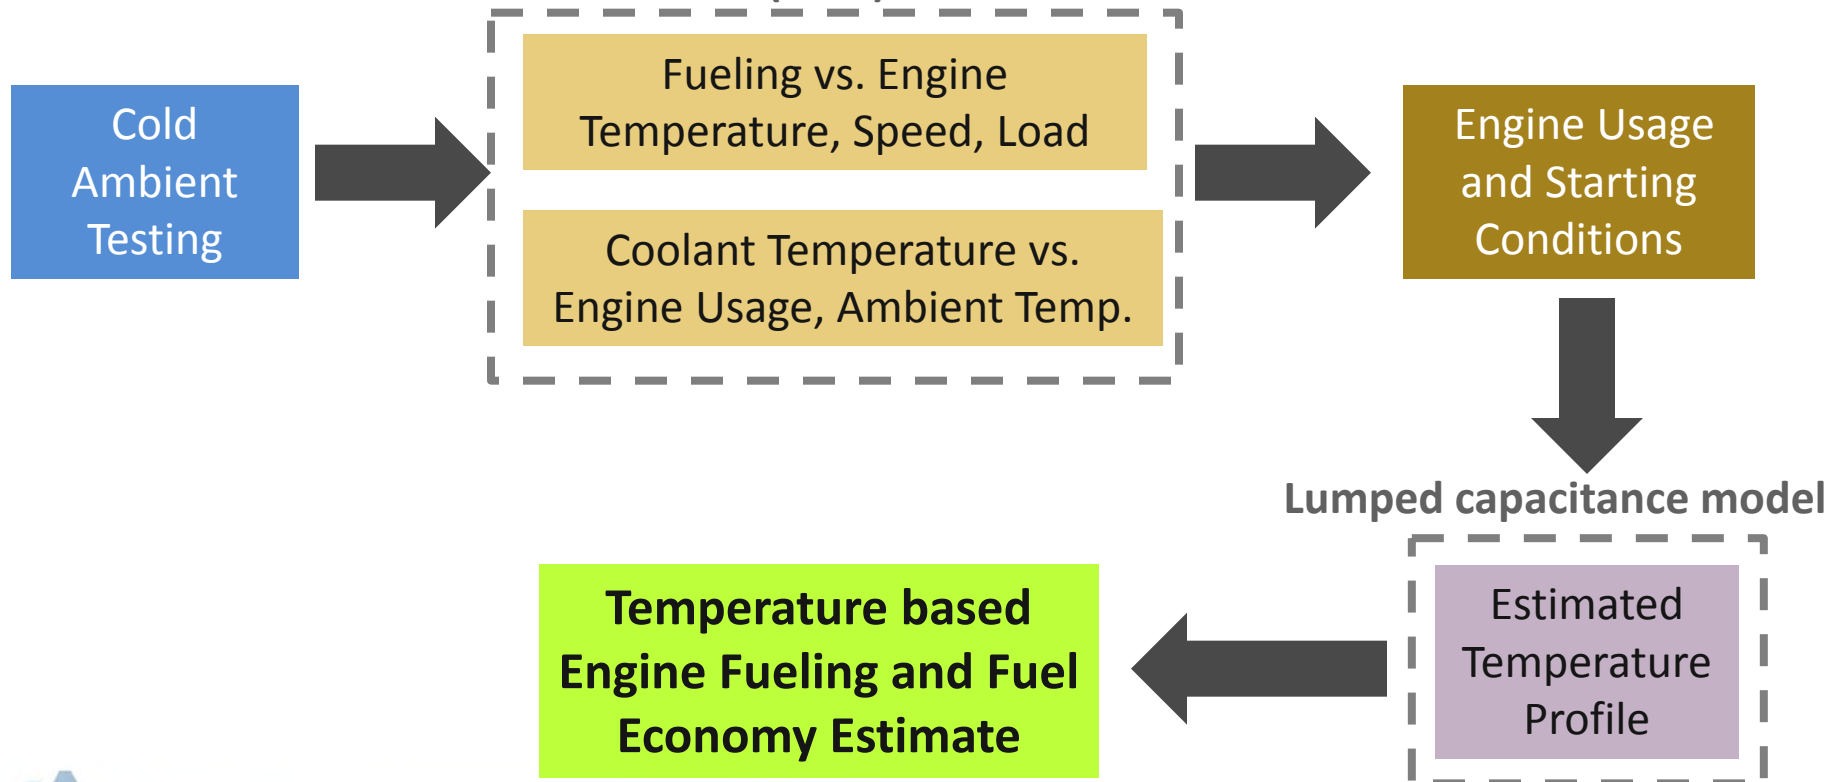 Cold
Ambient
Testing
Fueling vs. Engine
Temperature, Speed, Load
Coolant Temperature vs.
Engine Usage, Ambient Temp.
Engine Usage
and Starting
Conditions
Lumped capacitance model
Estimated
Temperature
Profile
Temperature based
Engine Fueling and Fuel
Economy Estimate